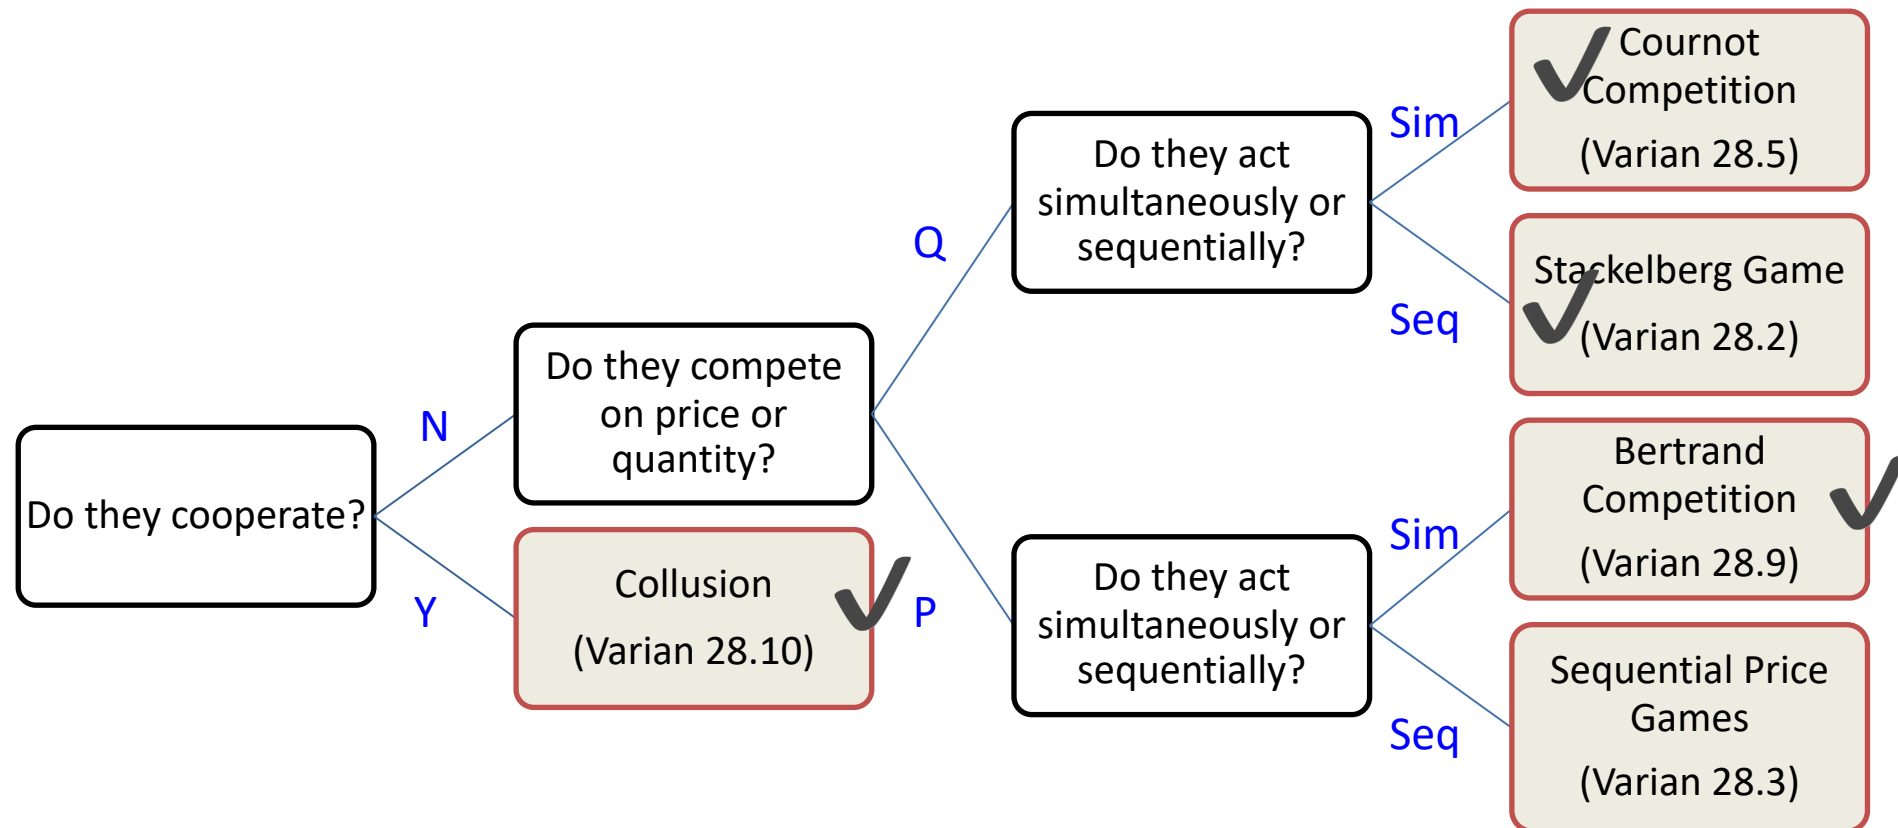 Do they cooperate?
N
Y
Do they compete
on price or
quantity?
Collusion
(Varian 28.10)
Q
P
Do they act
simultaneously or
sequentially?
Sim
Seq
Cournot
Competition
(Varian 28.5)
Stackelberg Game
(Varian 28.2)
Do they act
simultaneously or
sequentially?
Sim
Seq
Bertrand
Competition
(Varian 28.9)
Sequential Price
Games
(Varian 28.3)